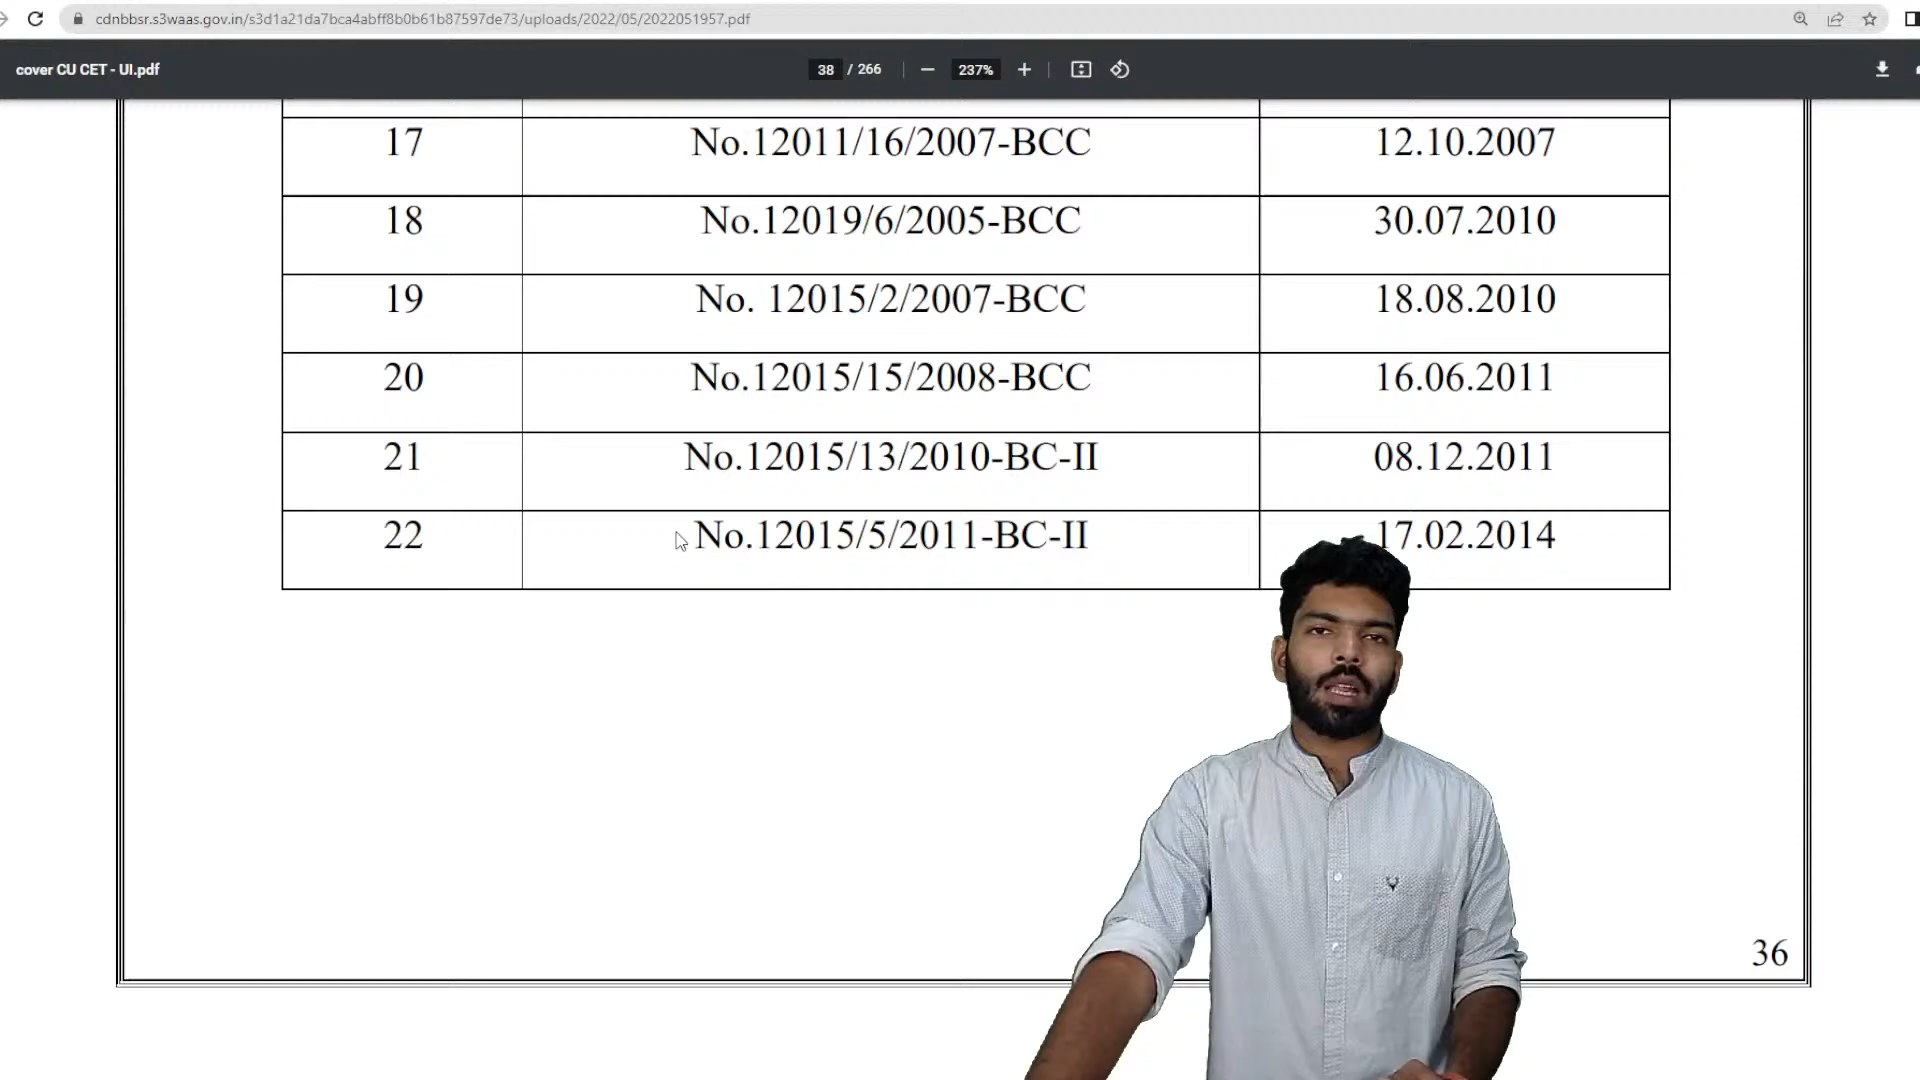 cdnbbsr.s3waas.gov.in/s3d1a21da7bca4abff8b0b61b87597de73/uploads/2022/05/2022051957.pdf
cover CU CET - UI.pdf 38 / 266 237%
17 No.12011/16/2007-BCC 12.10.2007
18 No.12019/6/2005-BCC 30.07.2010
19 No. 12015/2/2007-BCC 18.08.2010
20 No.12015/15/2008-BCC 16.06.2011
21 No.12015/13/2010-BC-II 08.12.2011
22 No.12015/5/2011-BC-II 17.02.2014
36